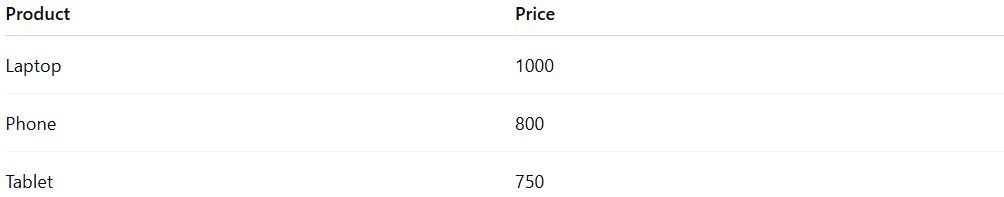 Product Price
Laptop 1000
Phone 800
Tablet 750